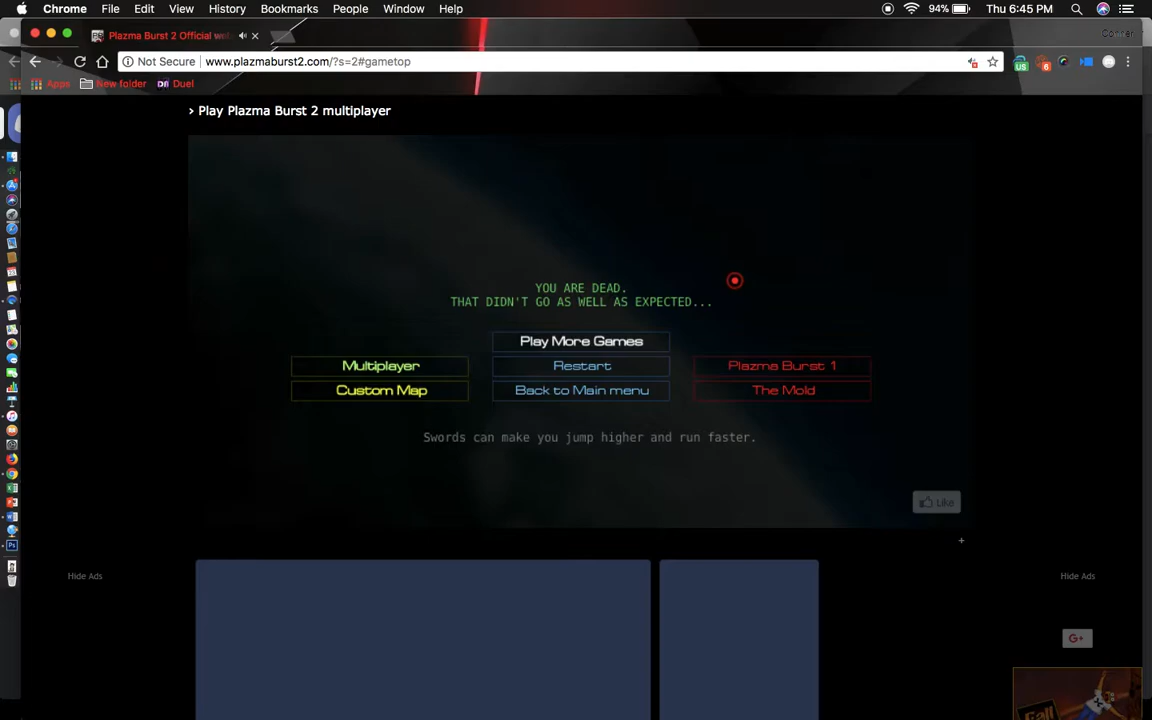 Chrome File Edit View History Bookmarks People Window Help 94% Thu 6:45 PM
Plazma Burst 2 Official web
Conner
Not Secure www.plazmaburst2.com/?s=2#gametop
Apps New folder Duel
› Play Plazma Burst 2 multiplayer
YOU ARE DEAD.
THAT DIDN'T GO AS WELL AS EXPECTED...
Play More Games
Multiplayer Restart Plazma Burst 1
Custom Map Back to Main menu The Mold
Swords can make you jump higher and run faster.
Like
+
Hide Ads Hide Ads
G+